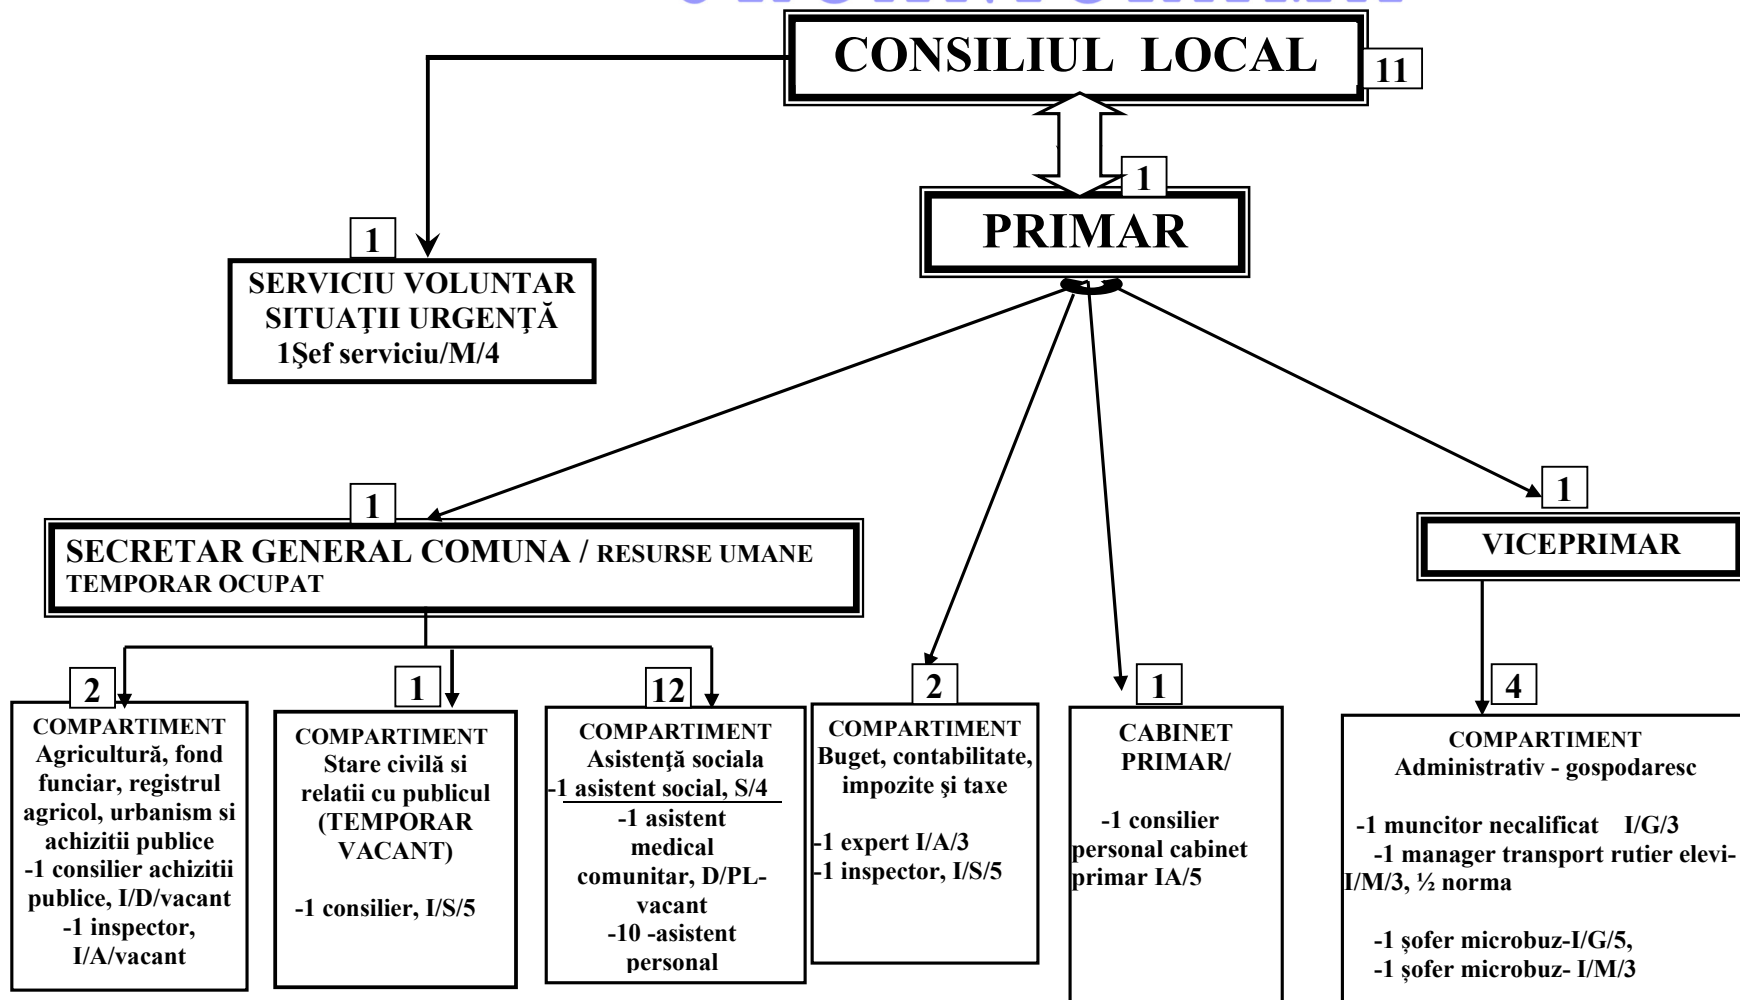 CONSILIUL LOCAL
11
1
PRIMAR
1
SERVICIU VOLUNTAR
SITUAŢII URGENŢĂ
1Şef serviciu/M/4
1
SECRETAR GENERAL COMUNA / RESURSE UMANE
TEMPORAR OCUPAT
1
VICEPRIMAR
2
COMPARTIMENT
Agricultură, fond
funciar, registrul
agricol, urbanism si
achizitii publice
-1 consilier achizitii
publice, I/D/vacant
-1 inspector,
I/A/vacant
1
COMPARTIMENT
Stare civilă si
relatii cu publicul
(TEMPORAR
VACANT)
-1 consilier, I/S/5
12
COMPARTIMENT
Asistenţă sociala
-1 asistent social, S/4
-1 asistent
medical
comunitar, D/PL-
vacant
-10 -asistent
personal
2
COMPARTIMENT
Buget, contabilitate,
impozite şi taxe
-1 expert I/A/3
-1 inspector, I/S/5
1
CABINET
PRIMAR/
-1 consilier
personal cabinet
primar IA/5
4
COMPARTIMENT
Administrativ - gospodaresc
-1 muncitor necalificat I/G/3
-1 manager transport rutier elevi-
I/M/3, ½ norma
-1 șofer microbuz-I/G/5,
-1 șofer microbuz- I/M/3